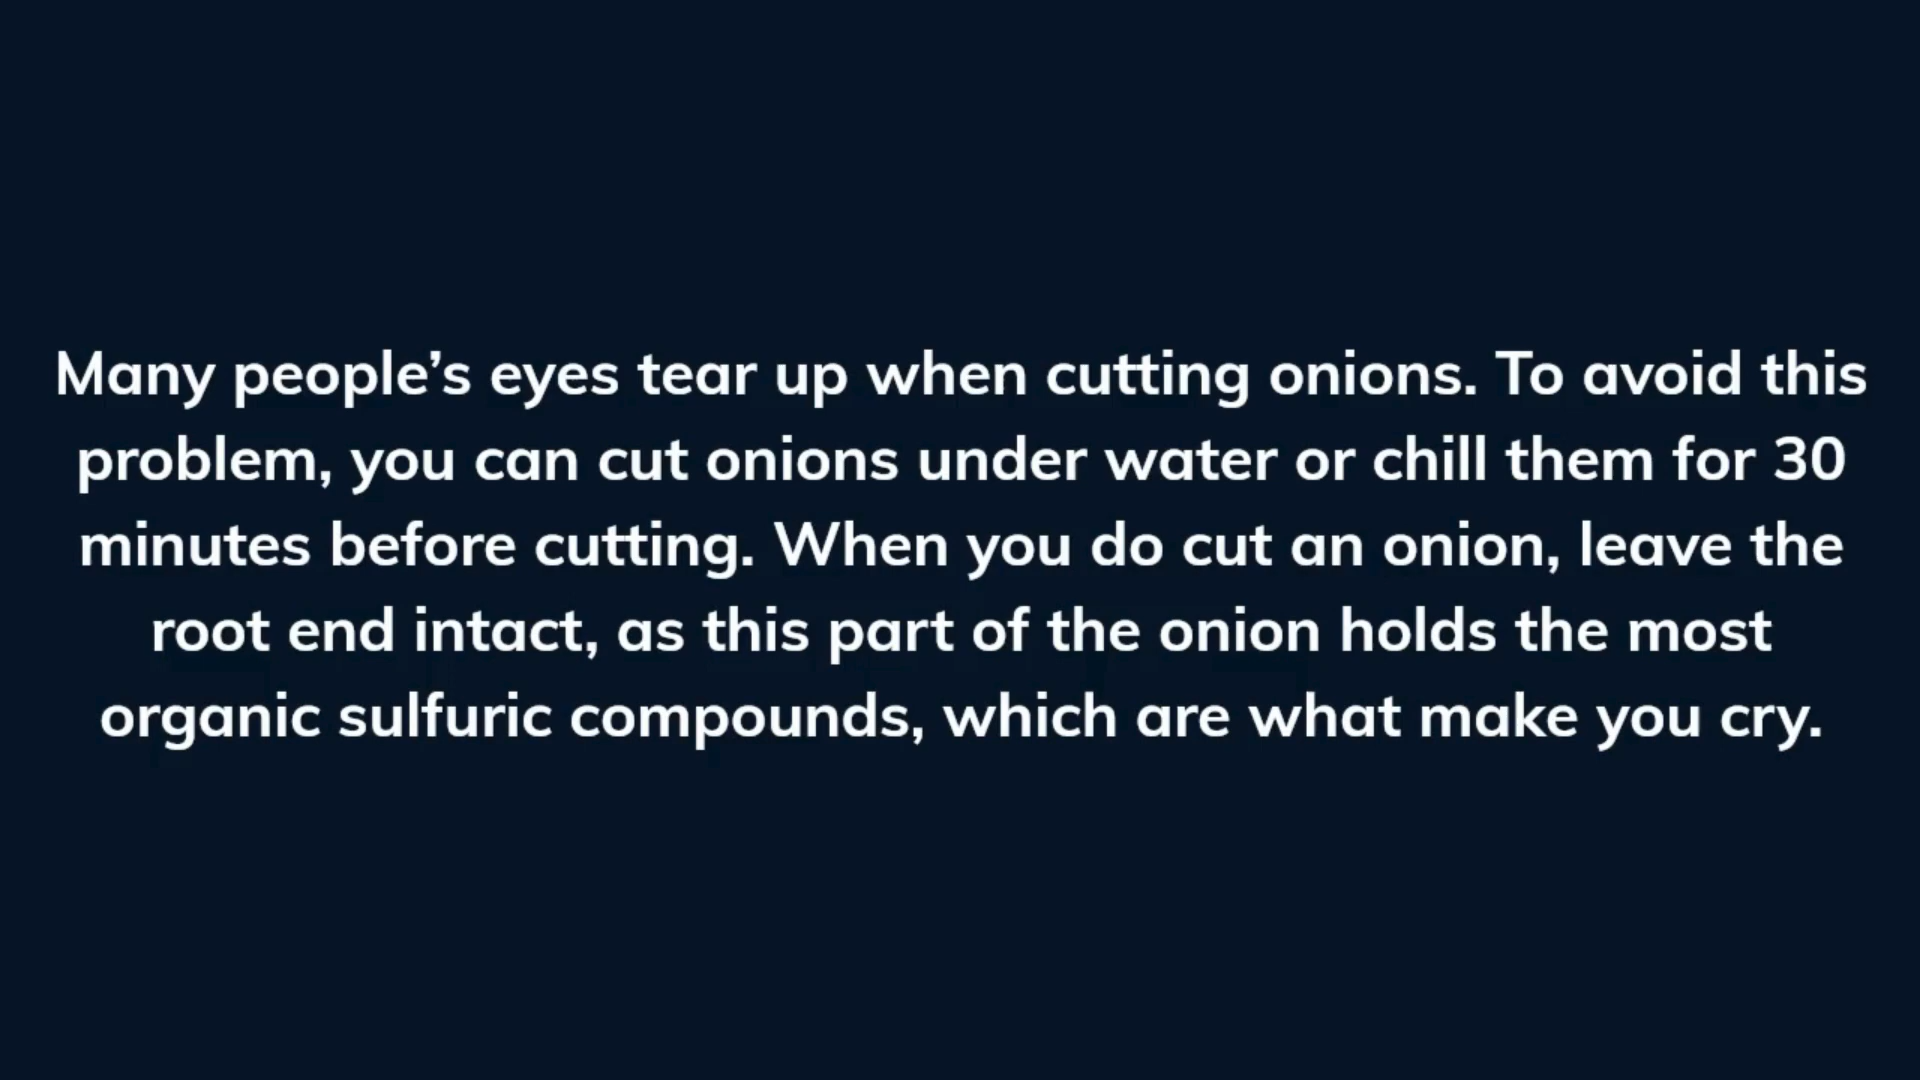 Many people’s eyes tear up when cutting onions. To avoid this
problem, you can cut onions under water or chill them for 30
minutes before cutting. When you do cut an onion, leave the
root end intact, as this part of the onion holds the most
organic sulfuric compounds, which are what make you cry.